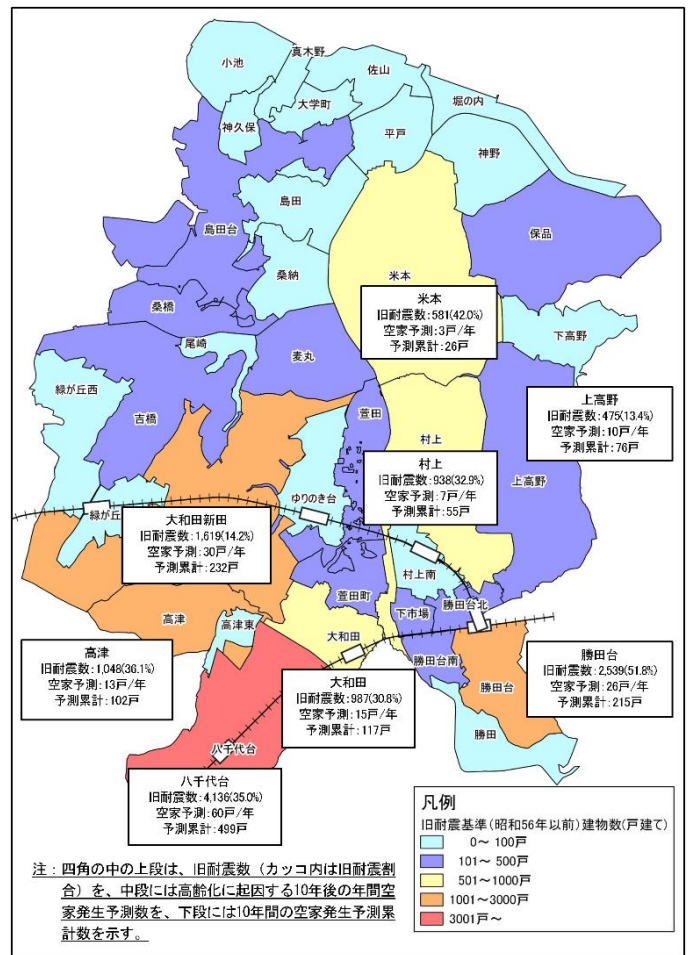 小池
真木野
佐山
大学町
堀の内
神久保
平戸
神野
島田
保品
島田台
米本
桑納
桑橋
米本
旧耐震数:581(42.0%)
空家予測:3戸/年
予測累計:26戸
尾崎
麦丸
下高野
緑が丘西
吉橋
萱田
村上
上高野
旧耐震数:475(13.4%)
空家予測:10戸/年
予測累計:76戸
村上
旧耐震数:938(32.9%)
空家予測:7戸/年
予測累計:55戸
上高野
ゆりのき台
緑が丘
大和田新田
旧耐震数:1,619(14.2%)
空家予測:30戸/年
予測累計:232戸
村上南
萱田町
下市場
勝田台北
高津
高津東
大和田
勝田台南
高津
旧耐震数:1,048(36.1%)
空家予測:13戸/年
予測累計:102戸
大和田
旧耐震数:987(30.8%)
空家予測:15戸/年
予測累計:117戸
勝田台
旧耐震数:2,539(51.8%)
空家予測:26戸/年
予測累計:215戸
勝田台
勝田
八千代台
八千代台
旧耐震数:4,136(35.0%)
空家予測:60戸/年
予測累計:499戸
凡例
旧耐震基準(昭和56年以前)建物数(戸建て)
0～ 100戸
101～ 500戸
501～1000戸
1001～3000戸
3001戸～
注：四角の中の上段は、旧耐震数（カッコ内は旧耐震割
合）を、中段には高齢化に起因する10年後の年間空
家発生予測数を、下段には10年間の空家発生予測累
計数を示す。